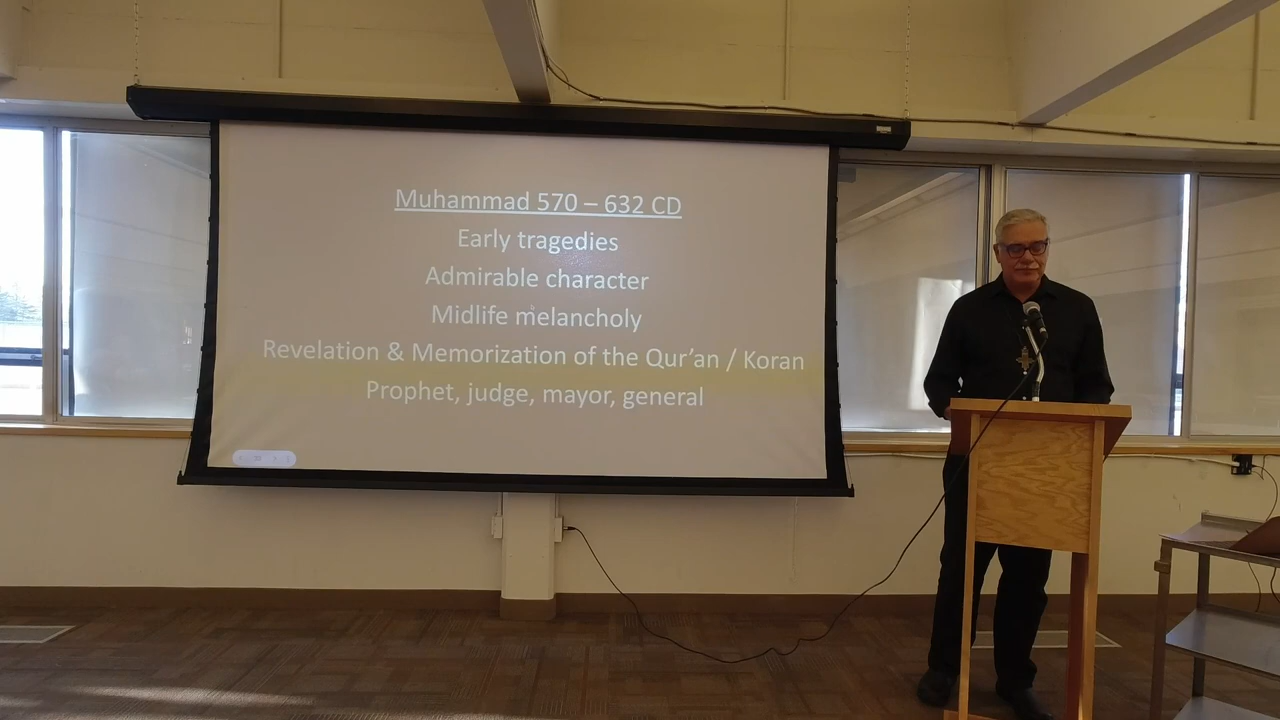 Muhammad 570 – 632 CD
Early tragedies
Admirable character
Midlife melancholy
Revelation & Memorization of the Qur’an / Koran
Prophet, judge, mayor, general